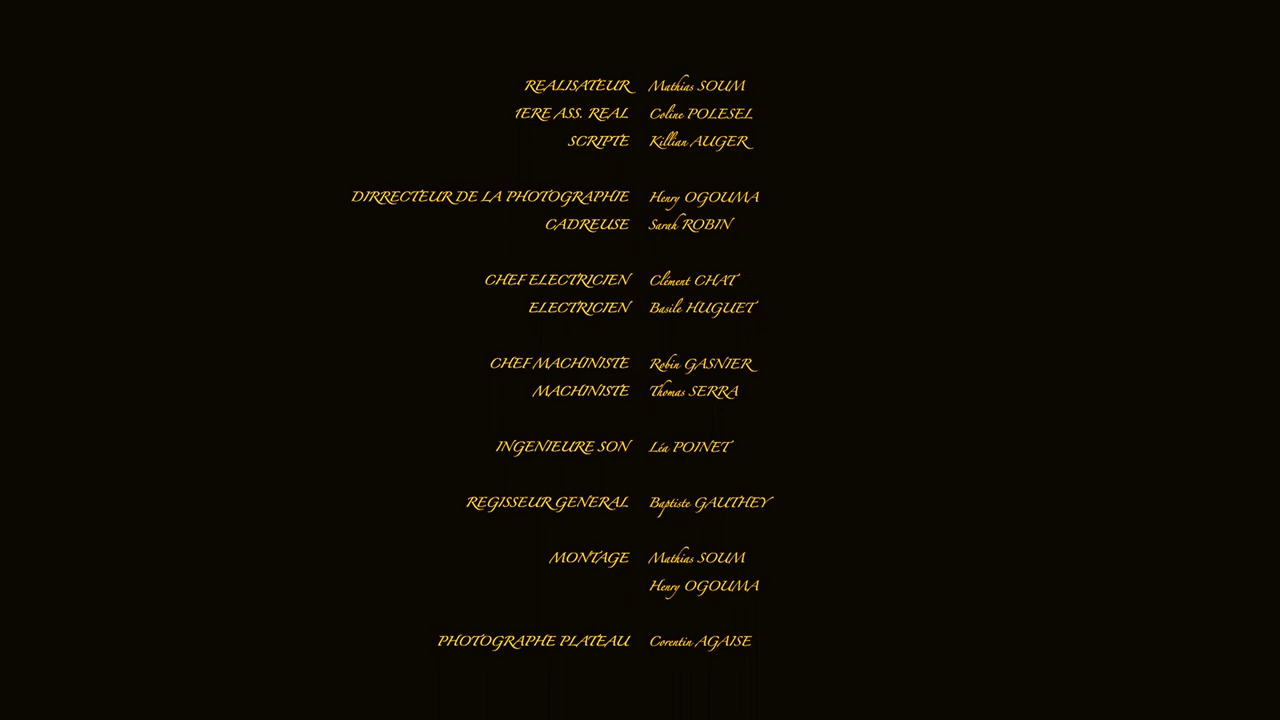 REALISATEUR Mathias SOUM
1ERE ASS. REAL Coline POLESEL
SCRIPTE Killian AUGER
DIRRECTEUR DE LA PHOTOGRAPHIE Henry OGOUMA
CADREUSE Sarah ROBIN
CHEF ELECTRICIEN Clément CHAT
ELECTRICIEN Basile HUGUET
CHEF MACHINISTE Robin GASNIER
MACHINISTE Thomas SERRA
INGENIEURE SON Léa POINET
REGISSEUR GENERAL Baptiste GAUTHEY
MONTAGE Mathias SOUM
Henry OGOUMA
PHOTOGRAPHE PLATEAU Corentin AGAISE